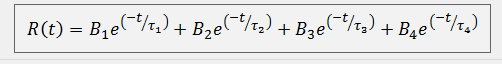 R(t) = B₁e^(−t/τ₁) + B₂e^(−t/τ₂) + B₃e^(−t/τ₃) + B₄e^(−t/τ₄)